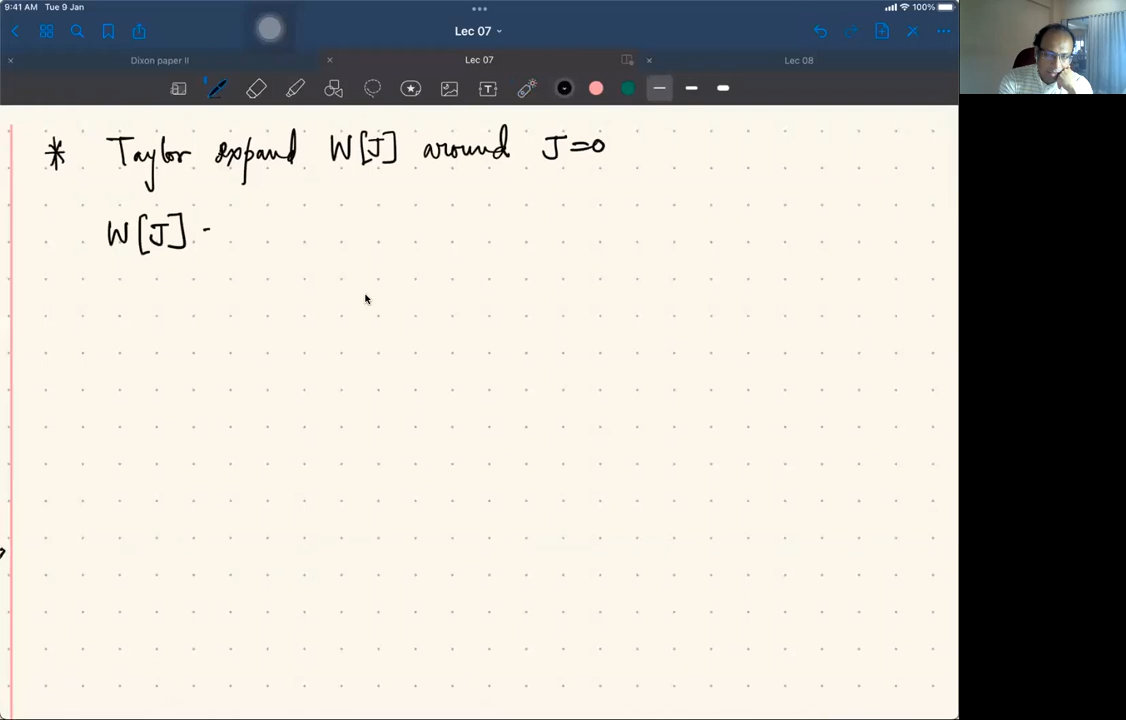 9:41 AM Tue 9 Jan
100%
Lec 07
Dixon paper II
Lec 07
Lec 08
* Taylor expand W[J] around J=0
W[J] -